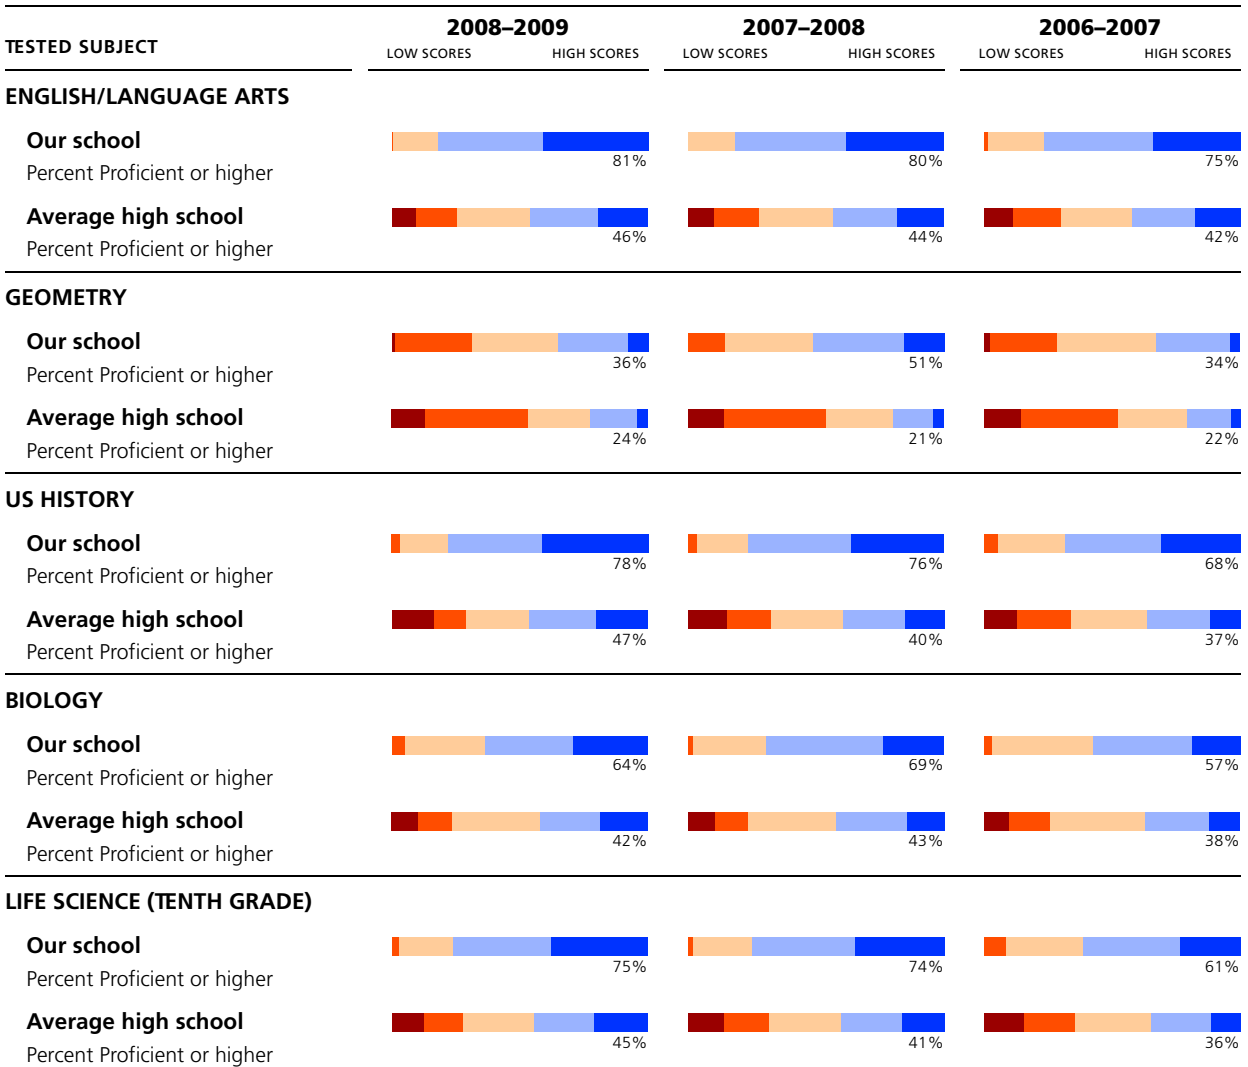 2008–2009 2007–2008 2006–2007
TESTED SUBJECT LOW SCORES HIGH SCORES LOW SCORES HIGH SCORES LOW SCORES HIGH SCORES
ENGLISH/LANGUAGE ARTS
Our school
81% 80% 75%
Percent Proficient or higher
Average high school
46% 44% 42%
Percent Proficient or higher
GEOMETRY
Our school
36% 51% 34%
Percent Proficient or higher
Average high school
24% 21% 22%
Percent Proficient or higher
US HISTORY
Our school
78% 76% 68%
Percent Proficient or higher
Average high school
47% 40% 37%
Percent Proficient or higher
BIOLOGY
Our school
64% 69% 57%
Percent Proficient or higher
Average high school
42% 43% 38%
Percent Proficient or higher
LIFE SCIENCE (TENTH GRADE)
Our school
75% 74% 61%
Percent Proficient or higher
Average high school
45% 41% 36%
Percent Proficient or higher